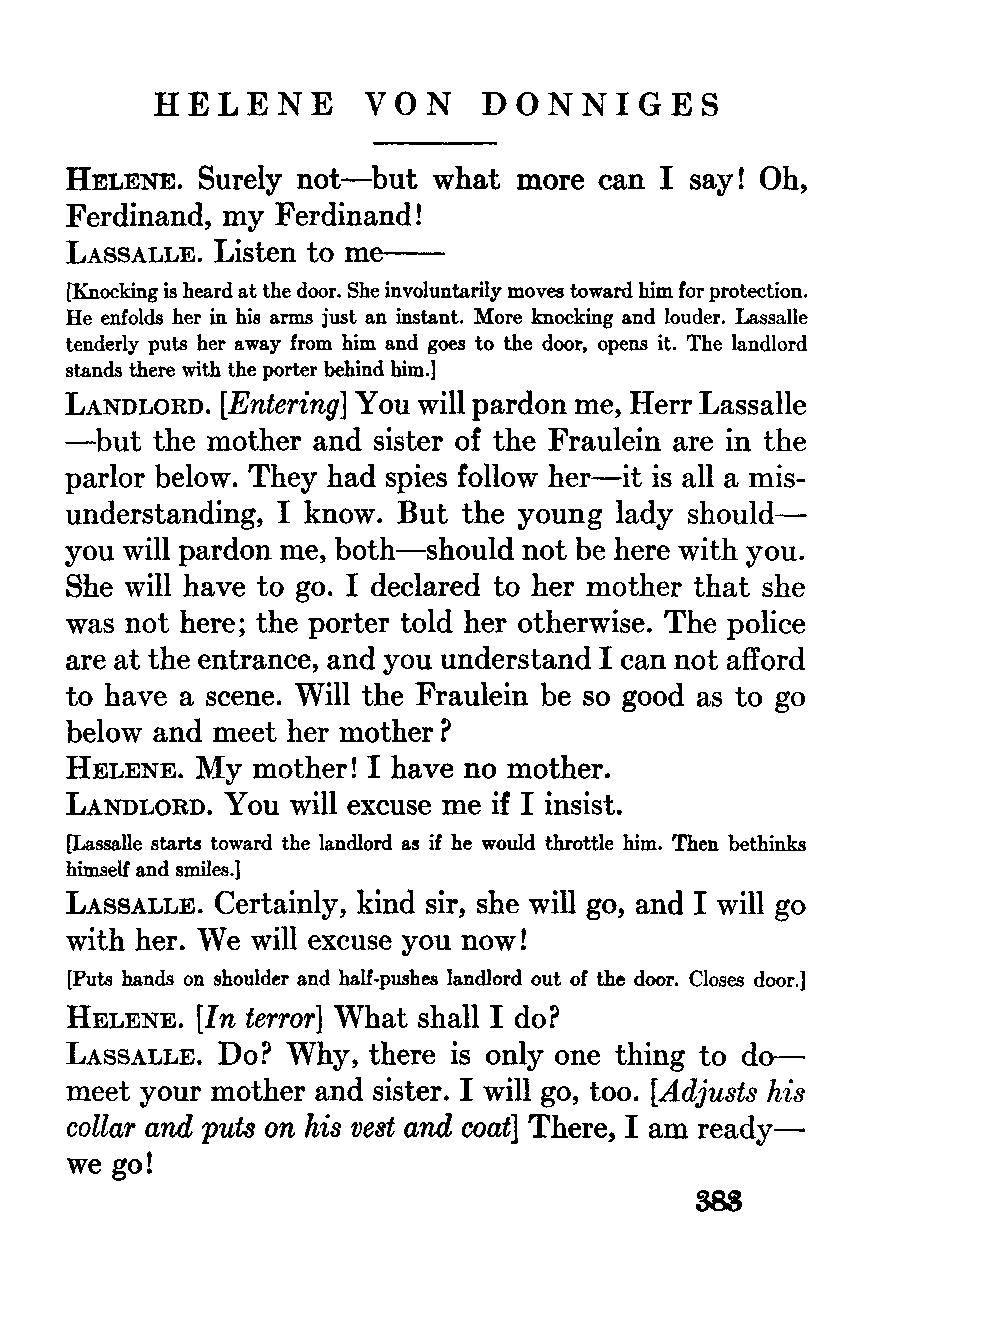 HELENE VON DONNIGES
HELENE. Surely not—but what more can I say! Oh,
Ferdinand, my Ferdinand!
LASSALLE. Listen to me——
[Knocking is heard at the door. She involuntarily moves toward him for protection.
He enfolds her in his arms just an instant. More knocking and louder. Lassalle
tenderly puts her away from him and goes to the door, opens it. The landlord
stands there with the porter behind him.]
LANDLORD. [Entering] You will pardon me, Herr Lassalle
—but the mother and sister of the Fraulein are in the
parlor below. They had spies follow her—it is all a mis-
understanding, I know. But the young lady should—
you will pardon me, both—should not be here with you.
She will have to go. I declared to her mother that she
was not here; the porter told her otherwise. The police
are at the entrance, and you understand I can not afford
to have a scene. Will the Fraulein be so good as to go
below and meet her mother?
HELENE. My mother! I have no mother.
LANDLORD. You will excuse me if I insist.
[Lassalle starts toward the landlord as if he would throttle him. Then bethinks
himself and smiles.]
LASSALLE. Certainly, kind sir, she will go, and I will go
with her. We will excuse you now!
[Puts hands on shoulder and half-pushes landlord out of the door. Closes door.]
HELENE. [In terror] What shall I do?
LASSALLE. Do? Why, there is only one thing to do—
meet your mother and sister. I will go, too. [Adjusts his
collar and puts on his vest and coat] There, I am ready—
we go!
383